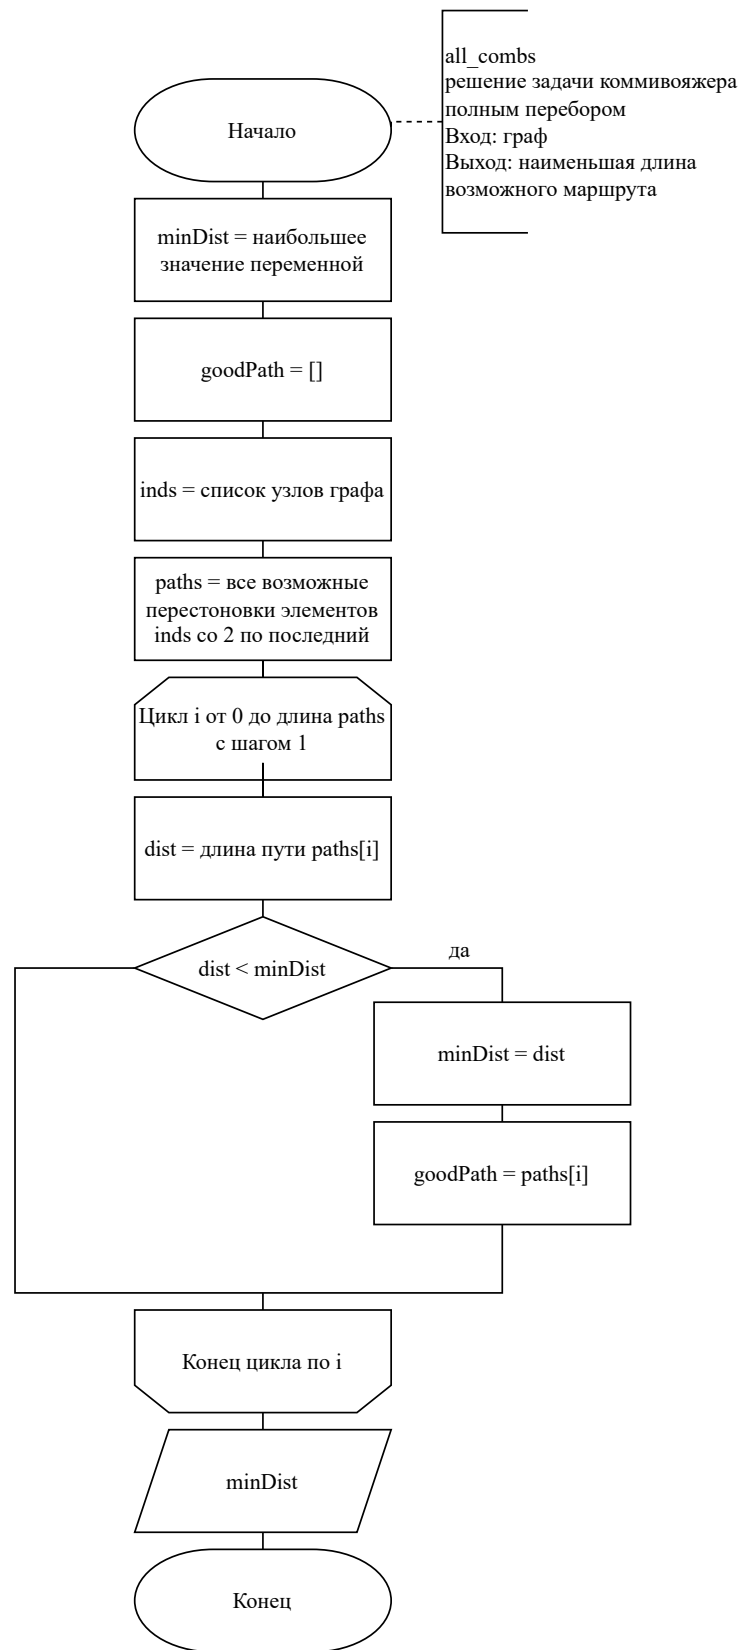 all_combs
решение задачи коммивояжера
полным перебором
Вход: граф
Выход: наименьшая длина
возможного маршрута
Начало
minDist = наибольшее
значение переменной
goodPath = []
inds = список узлов графа
paths = все возможные
перестоновки элементов
inds со 2 по последний
Цикл i от 0 до длина paths
с шагом 1
dist = длина пути paths[i]
dist < minDist
да
minDist = dist
goodPath = paths[i]
Конец цикла по i
minDist
Конец